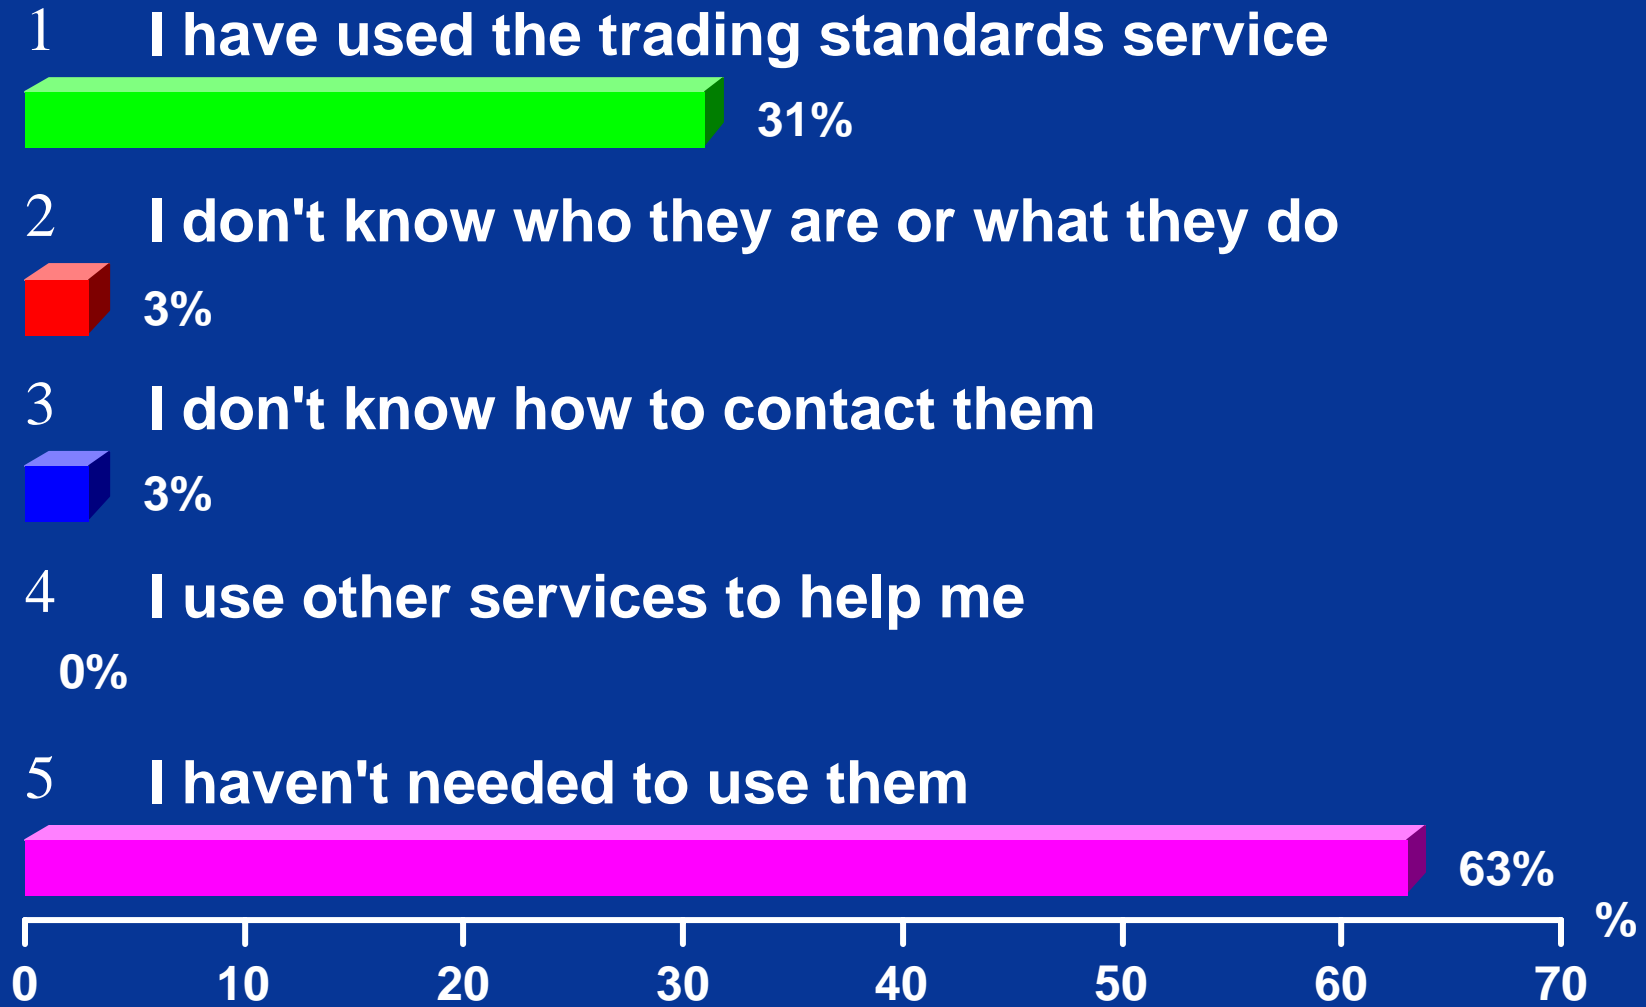 1 I have used the trading standards service
31%
2 I don't know who they are or what they do
3%
3 I don't know how to contact them
3%
4 I use other services to help me
0%
5 I haven't needed to use them
63%
%
0 10 20 30 40 50 60 70